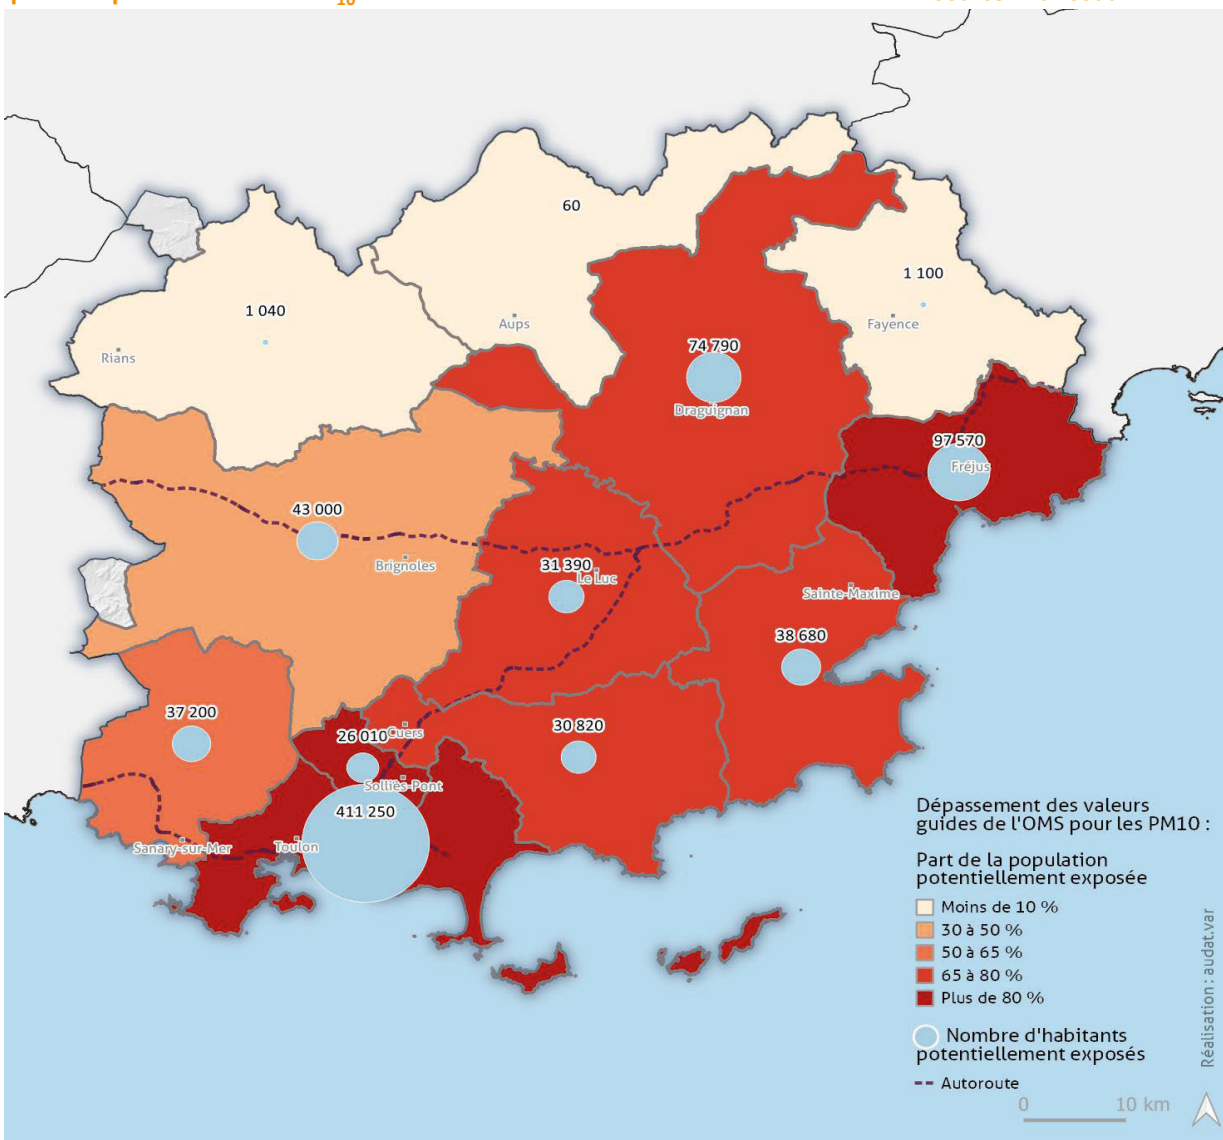 10
60
1 100
1 040
Aups
Fayence
Rians
74 790
Draguignan
97 570
Fréjus
43 000
Brignoles
31 390
Le Luc
Sainte-Maxime
38 680
37 200
26 010
Cuers
30 820
Solliès-Pont
411 250
Sanary-sur-Mer
Toulon
Dépassement des valeurs
guides de l'OMS pour les PM10 :
Part de la population
potentiellement exposée
Moins de 10 %
30 à 50 %
50 à 65 %
65 à 80 %
Plus de 80 %
Nombre d'habitants
potentiellement exposés
Autoroute
0 10 km
Réalisation : audat.var